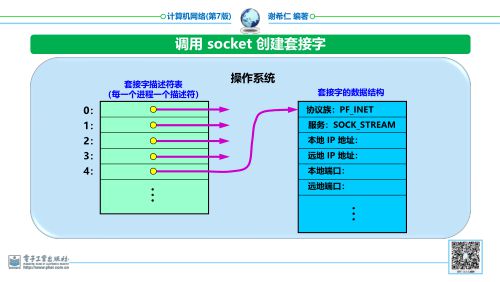 计算机网络(第7版)
谢希仁 编著
调用 socket 创建套接字
操作系统
套接字描述符表
(每一个进程一个描述符)
套接字的数据结构
0:
1:
2:
3:
4:
协议族: PF_INET
服务: SOCK_STREAM
本地 IP 地址:
远地 IP 地址:
本地端口:
远地端口:
电子工业出版社
http://www.phei.com.cn